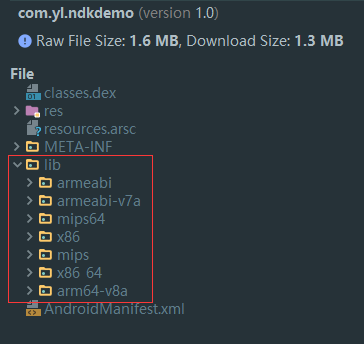 com.yl.ndkdemo (version 1.0)
Raw File Size: 1.6 MB, Download Size: 1.3 MB
File
classes.dex
res
resources.arsc
META-INF
lib
armeabi
armeabi-v7a
mips64
x86
mips
x86_64
arm64-v8a
AndroidManifest.xml